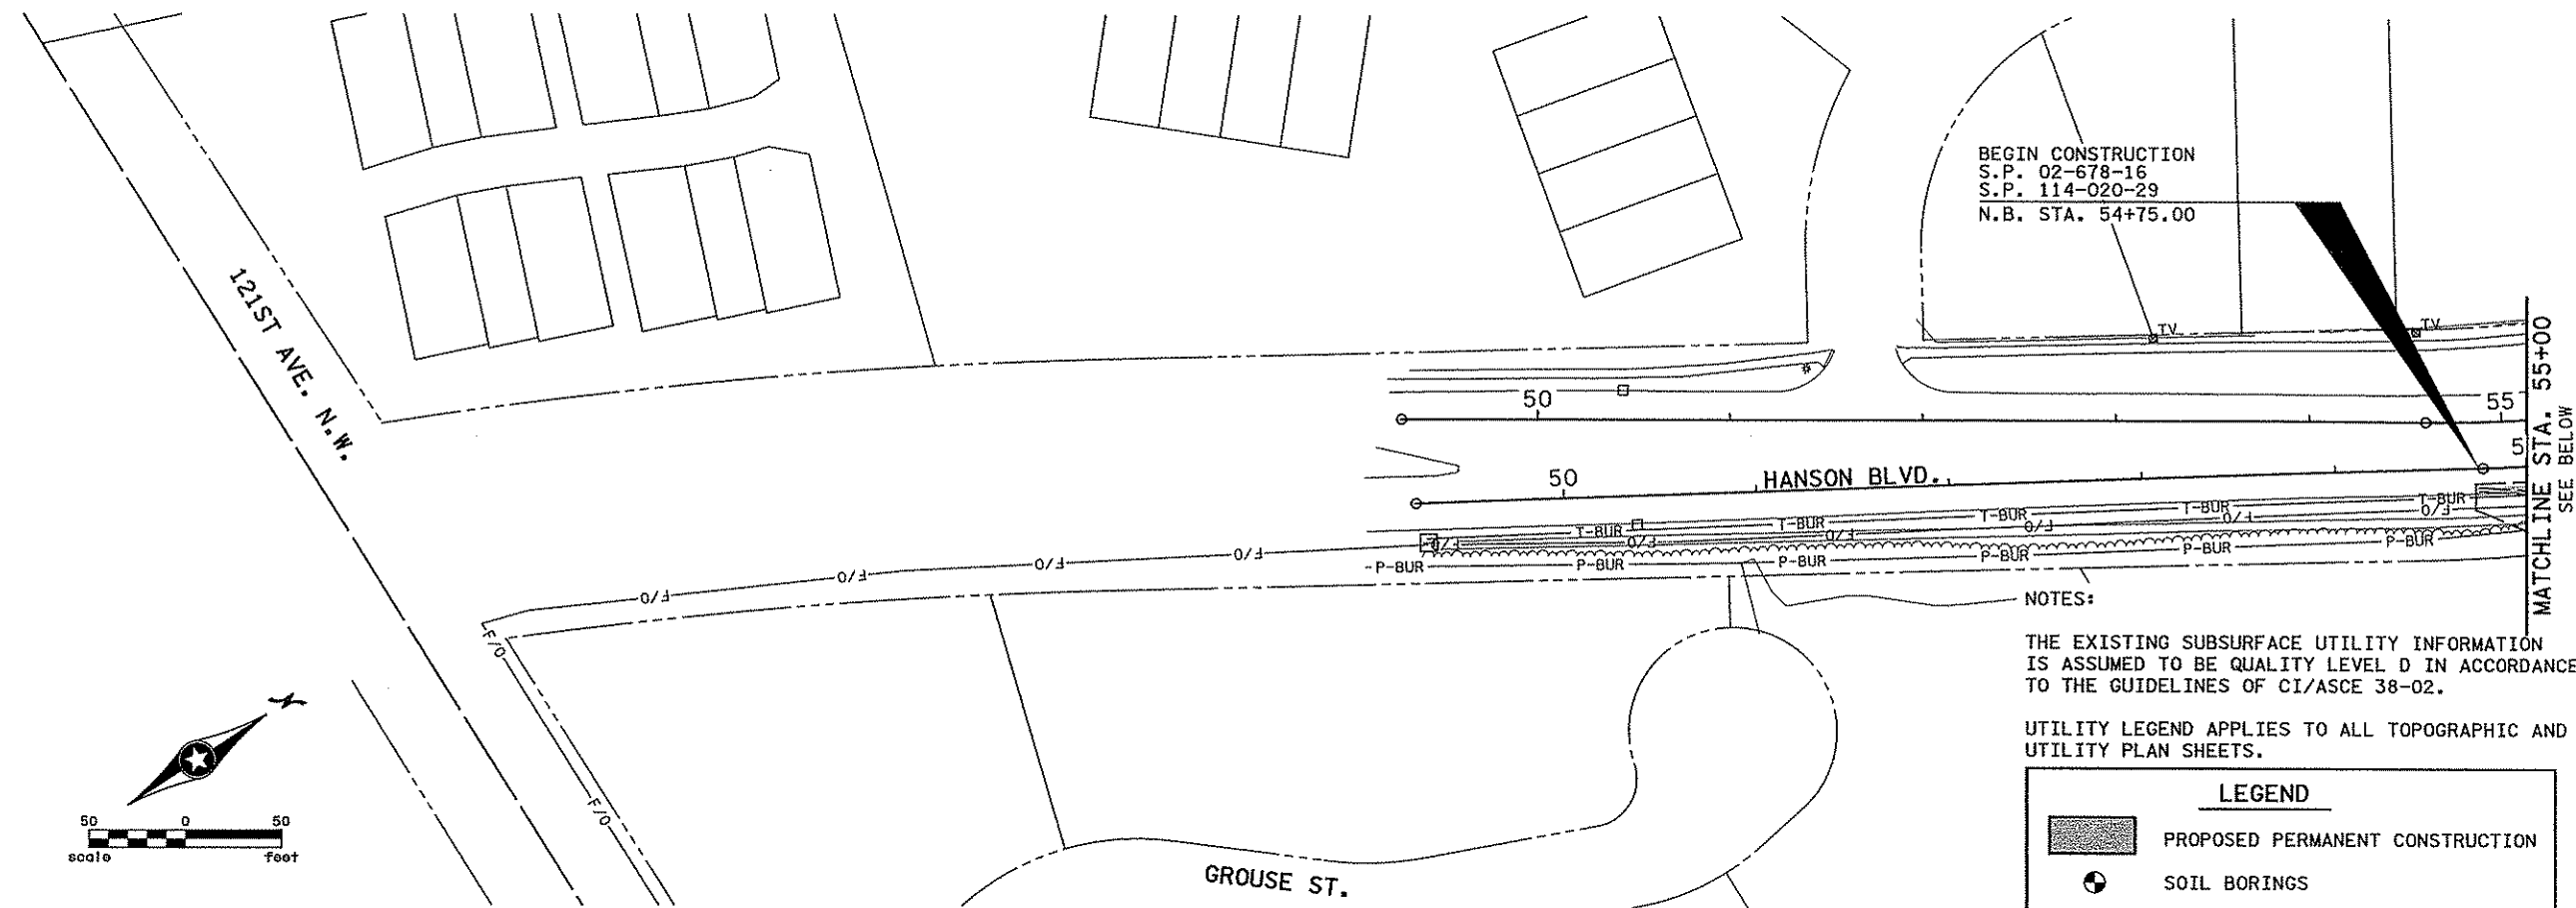 BEGIN CONSTRUCTION
S.P. 02-678-16
S.P. 114-020-29
N.B. STA. 54+75.00
121ST AVE. N.W.
TV
TV
50
55
5
50
HANSON BLVD.
MATCHLINE STA. 55+00
SEE BELOW
T-BUR
T-BUR
T-BUR
T-BUR
T-BUR
F/O
F/O
F/O
F/O
F/O
F/O
P-BUR
P-BUR
P-BUR
P-BUR
P-BUR
P-BUR
F/O
F/O
F/O
F/O
F/O
F/O
NOTES:
THE EXISTING SUBSURFACE UTILITY INFORMATION
IS ASSUMED TO BE QUALITY LEVEL D IN ACCORDANCE
TO THE GUIDELINES OF CI/ASCE 38-02.
UTILITY LEGEND APPLIES TO ALL TOPOGRAPHIC AND
UTILITY PLAN SHEETS.
LEGEND
PROPOSED PERMANENT CONSTRUCTION
SOIL BORINGS
GROUSE ST.
N
50 0 50
scale feet